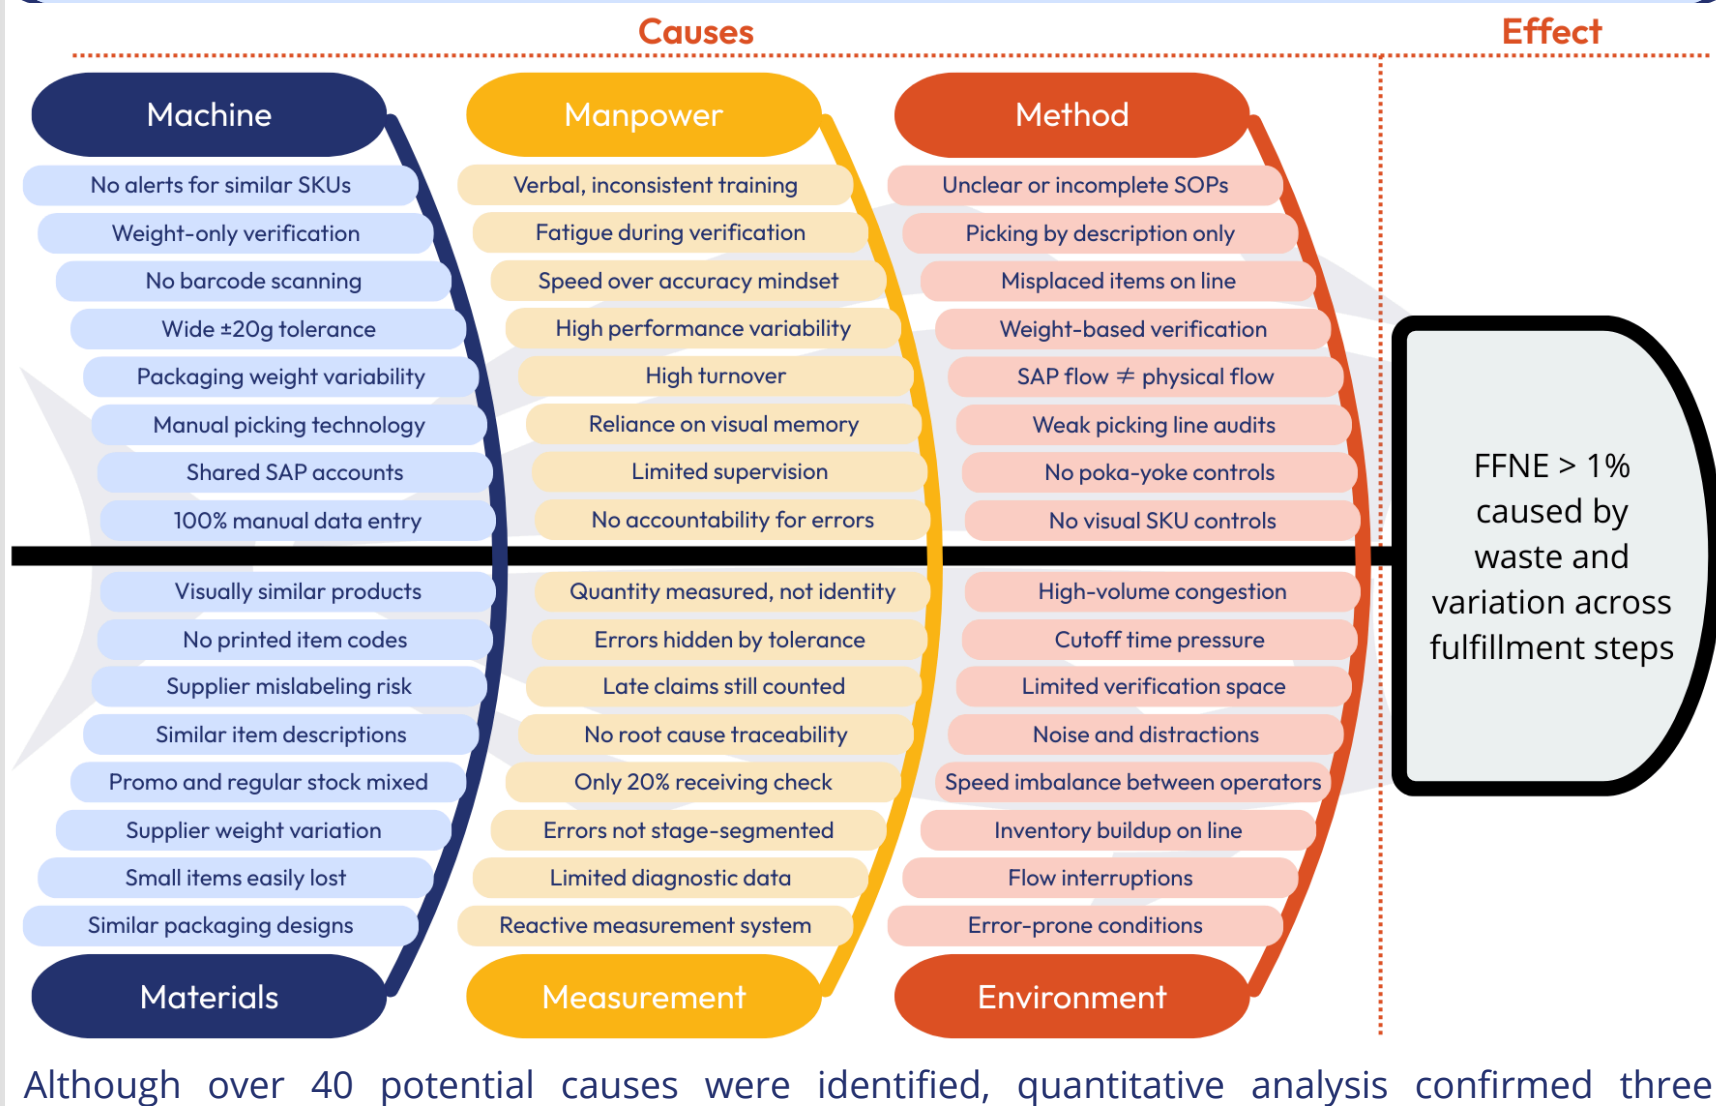 Causes
Effect
Machine
No alerts for similar SKUs
Weight-only verification
No barcode scanning
Wide ±20g tolerance
Packaging weight variability
Manual picking technology
Shared SAP accounts
100% manual data entry
Manpower
Verbal, inconsistent training
Fatigue during verification
Speed over accuracy mindset
High performance variability
High turnover
Reliance on visual memory
Limited supervision
No accountability for errors
Method
Unclear or incomplete SOPs
Picking by description only
Misplaced items on line
Weight-based verification
SAP flow ≠ physical flow
Weak picking line audits
No poka-yoke controls
No visual SKU controls
Visually similar products
No printed item codes
Supplier mislabeling risk
Similar item descriptions
Promo and regular stock mixed
Supplier weight variation
Small items easily lost
Similar packaging designs
Materials
Quantity measured, not identity
Errors hidden by tolerance
Late claims still counted
No root cause traceability
Only 20% receiving check
Errors not stage-segmented
Limited diagnostic data
Reactive measurement system
Measurement
High-volume congestion
Cutoff time pressure
Limited verification space
Noise and distractions
Speed imbalance between operators
Inventory buildup on line
Flow interruptions
Error-prone conditions
Environment
FFNE > 1%
caused by
waste and
variation across
fulfillment steps
Although over 40 potential causes were identified, quantitative analysis confirmed three